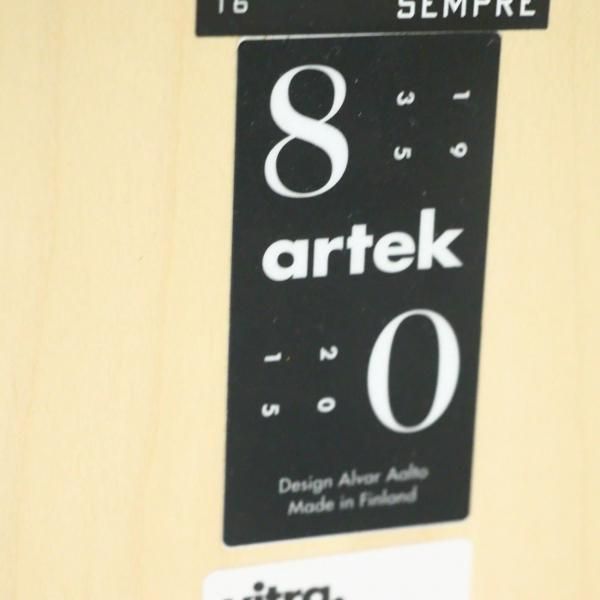 16 SEMPRE
8
1 9
3 5
artek
2 0
1 5
0
Design Alvar Aalto
Made in Finland
vitra.